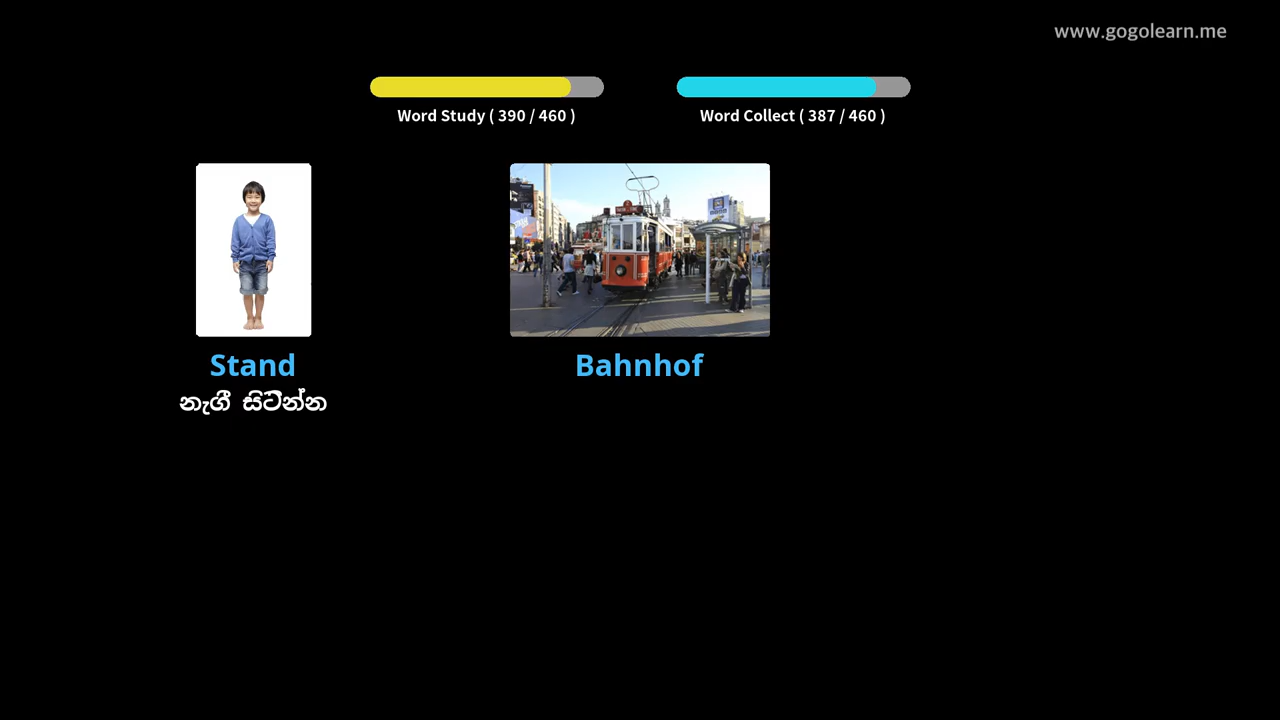 www.gogolearn.me
Word Study ( 390 / 460 )
Word Collect ( 387 / 460 )
Stand
Bahnhof
නැගී සිටින්න